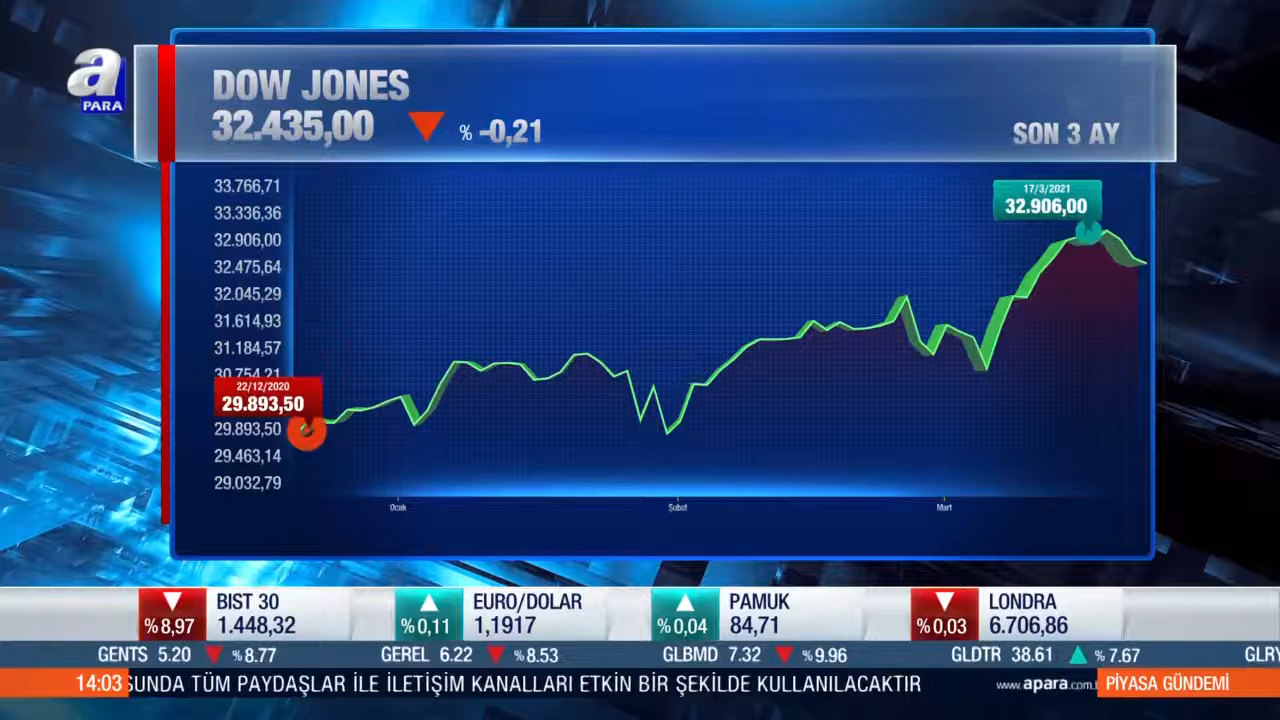 a
PARA
DOW JONES
32.435,00 % -0,21
SON 3 AY
33.766,71
33.336,36
32.906,00
32.475,64
32.045,29
31.614,93
31.184,57
30.754,21
29.893,50
29.463,14
29.032,79
17/3/2021
32.906,00
22/12/2020
29.893,50
Ocak Şubat Mart
%8,97 BIST 30 1.448,32
%0,11 EURO/DOLAR 1,1917
%0,04 PAMUK 84,71
%0,03 LONDRA 6.706,86
GENTS 5.20 %8.77 GEREL 6.22 %8.53 GLBMD 7.32 %9.96 GLDTR 38.61 %7.67 GLRY
14:03 SUNDA TÜM PAYDAŞLAR İLE İLETİŞİM KANALLARI ETKİN BİR ŞEKİLDE KULLANILACAKTIR www.apara.com.t PİYASA GÜNDEMİ